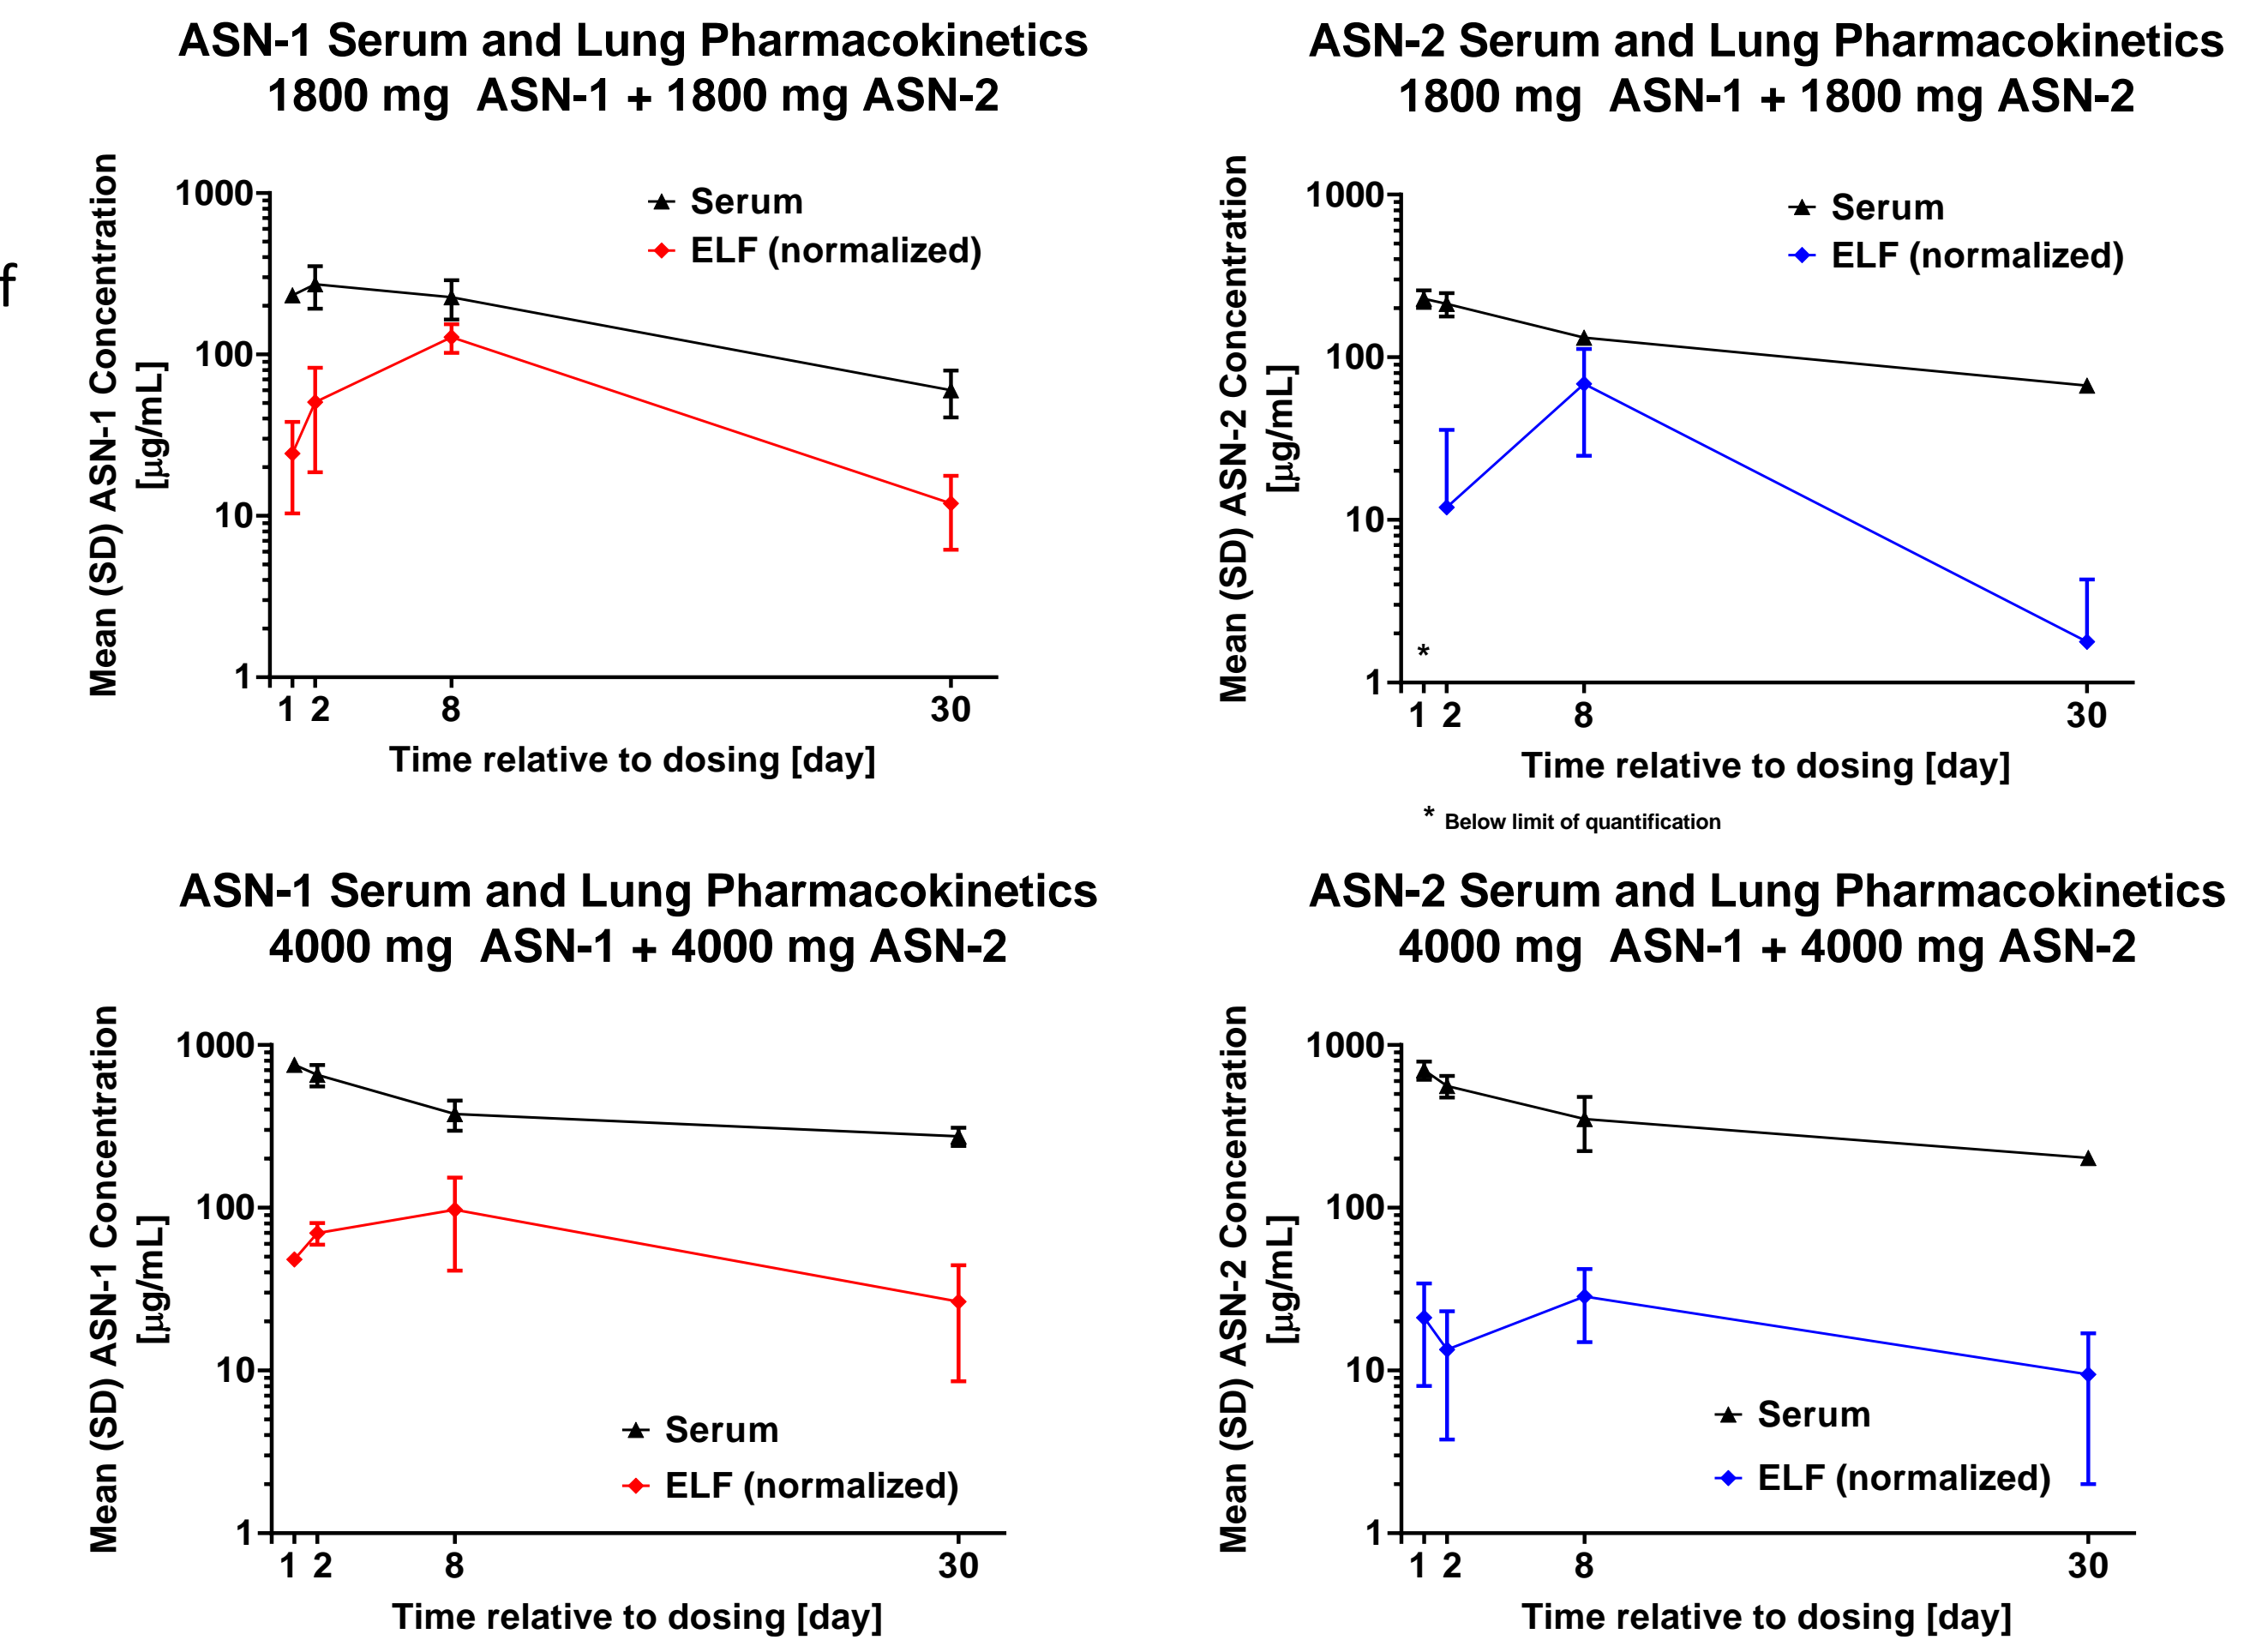 f
ASN-1 Serum and Lung Pharmacokinetics
1800 mg  ASN-1 + 1800 mg ASN-2
Mean (SD) ASN-1 Concentration
[µg/mL]
1000
100
10
1
Serum
ELF (normalized)
1 2 8 30
Time relative to dosing [day]
ASN-2 Serum and Lung Pharmacokinetics
1800 mg  ASN-1 + 1800 mg ASN-2
Mean (SD) ASN-2 Concentration
[µg/mL]
1000
100
10
1
Serum
ELF (normalized)
*
1 2 8 30
Time relative to dosing [day]
* Below limit of quantification
ASN-1 Serum and Lung Pharmacokinetics
4000 mg  ASN-1 + 4000 mg ASN-2
Mean (SD) ASN-1 Concentration
[µg/mL]
1000
100
10
1
Serum
ELF (normalized)
1 2 8 30
Time relative to dosing [day]
ASN-2 Serum and Lung Pharmacokinetics
4000 mg  ASN-1 + 4000 mg ASN-2
Mean (SD) ASN-2 Concentration
[µg/mL]
1000
100
10
1
Serum
ELF (normalized)
1 2 8 30
Time relative to dosing [day]